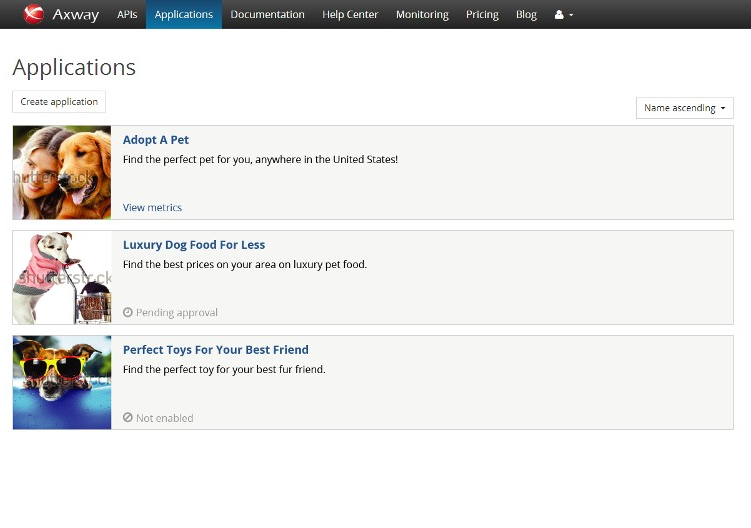 Axway APIs Applications Documentation Help Center Monitoring Pricing Blog
Applications
Create application
Name ascending
Adopt A Pet
Find the perfect pet for you, anywhere in the United States!
hutterstock
View metrics
Luxury Dog Food For Less
Find the best prices on your area on luxury pet food.
shutterstock
Pending approval
Perfect Toys For Your Best Friend
Find the perfect toy for your best fur friend.
Not enabled